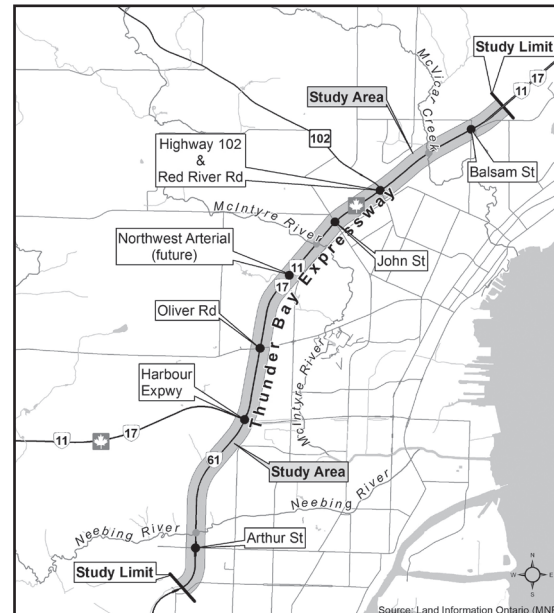 Study Limit
17
11
McVicar Creek
Study Area
102
Highway 102
&
Red River Rd
Balsam St
McIntyre River
Northwest Arterial
(future)
John St
11
17
Thunder Bay Expressway
Oliver Rd
McIntyre River
Harbour
Expwy
11
17
61
Study Area
Neebing River
Neebing River
Arthur St
Study Limit
N
W
E
S
Source: Land Information Ontario (MN